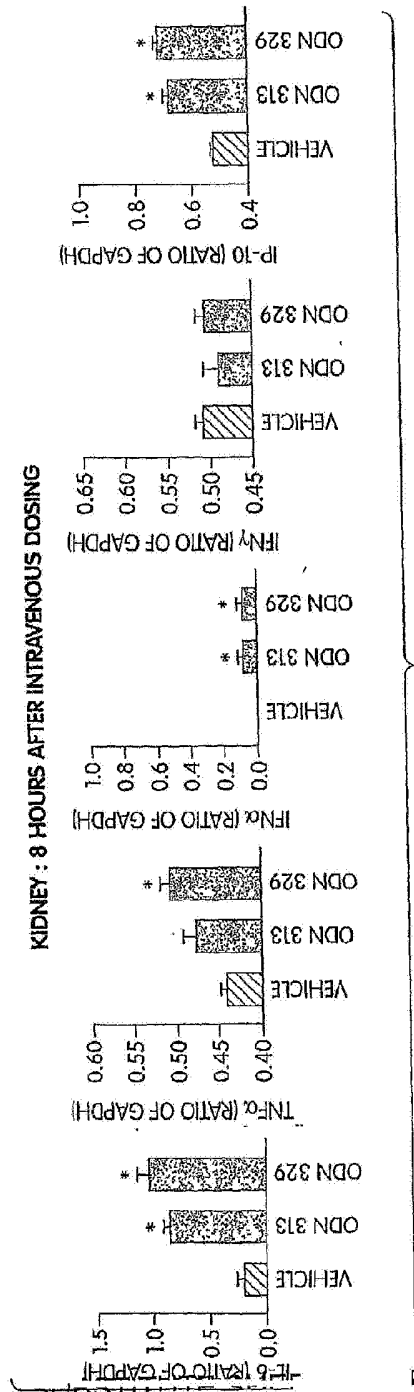 KIDNEY : 8 HOURS AFTER INTRAVENOUS DOSING
IL-6 (RATIO OF GAPDH)
1.5
1.0
0.5
0.0
*
*
VEHICLE
ODN 313
ODN 329
TNFα (RATIO OF GAPDH)
0.60
0.55
0.50
0.45
0.40
*
VEHICLE
ODN 313
ODN 329
IFNα (RATIO OF GAPDH)
1.0
0.8
0.6
0.4
0.2
0.0
*
*
VEHICLE
ODN 313
ODN 329
IFNγ (RATIO OF GAPDH)
0.65
0.60
0.55
0.50
0.45
VEHICLE
ODN 313
ODN 329
IP-10 (RATIO OF GAPDH)
1.0
0.8
0.6
0.4
*
*
VEHICLE
ODN 313
ODN 329